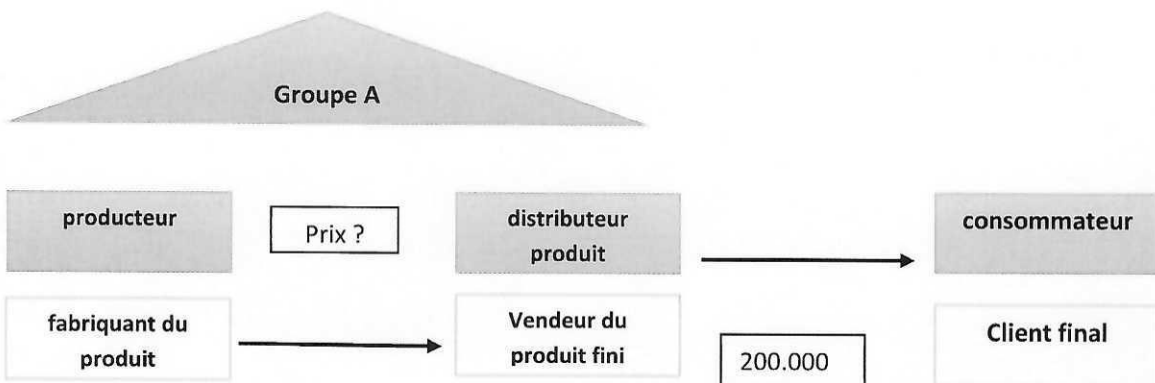 Groupe A
producteur
Prix ?
distributeur
produit
consommateur
fabriquant du
produit
Vendeur du
produit fini
200.000
Client final